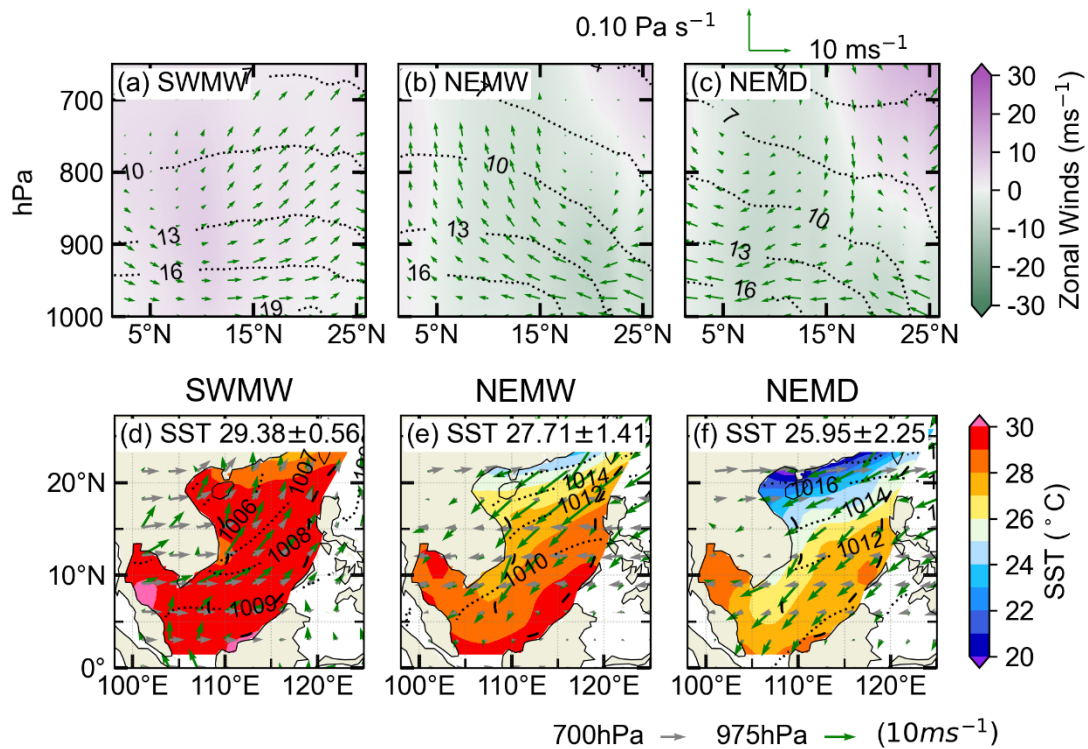 0.10 Pa s⁻¹
10 ms⁻¹
(a) SWMW
(b) NEMW
(c) NEMD
hPa
700
800
900
1000
7
10
13
16
19
7
4
10
13
16
4
7
10
13
16
5°N 15°N 25°N
5°N 15°N 25°N
5°N 15°N 25°N
30
20
10
0
-10
-20
-30
Zonal Winds (ms⁻¹)
SWMW
NEMW
NEMD
(d) SST 29.38±0.56
(e) SST 27.71±1.41
(f) SST 25.95±2.25
20°N
10°N
0°
1007
1006
1008
1009
1014
1012
1010
1016
1014
1012
100°E 110°E 120°E
100°E 110°E 120°E
100°E 110°E 120°E
30
28
26
24
22
20
SST (°C)
700hPa 975hPa (10ms⁻¹)